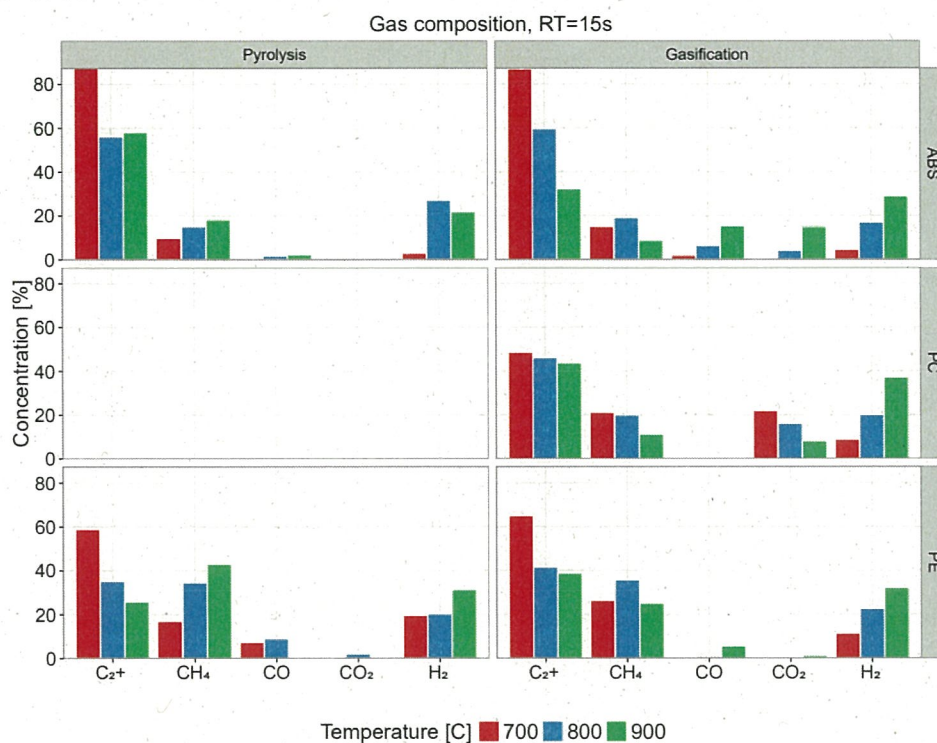 Gas composition, RT=15s
Pyrolysis
Gasification
Concentration [%]
80
60
40
20
0
ABS
80
60
40
20
0
PC
80
60
40
20
0
PE
C₂+ CH₄ CO CO₂ H₂
C₂+ CH₄ CO CO₂ H₂
Temperature [C] 700 800 900